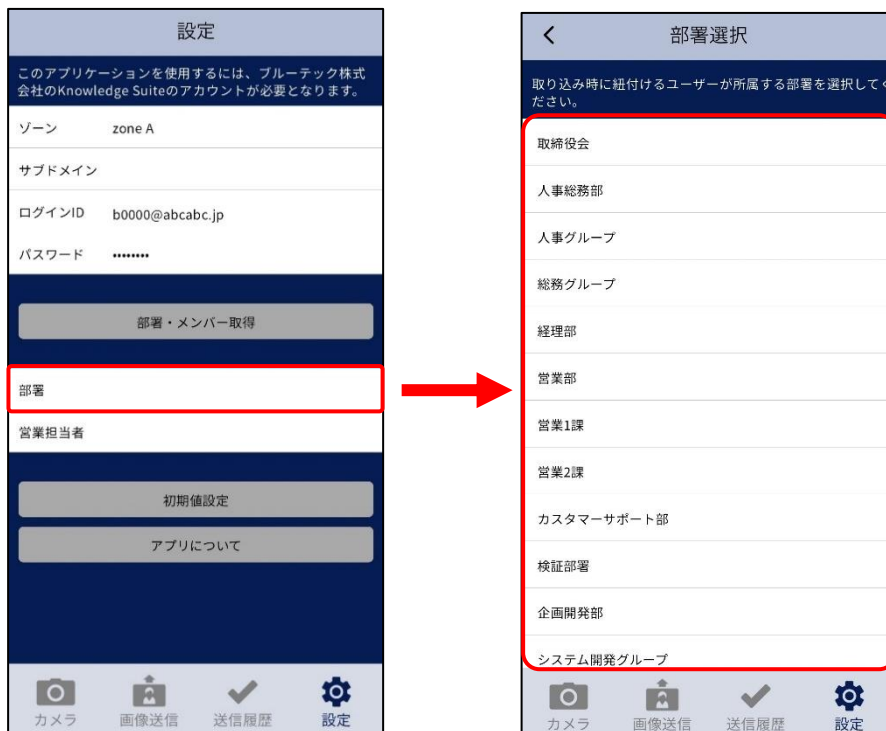 設定
このアプリケーションを使用するには、ブルーテック株式
会社のKnowledge Suiteのアカウントが必要となります。
ゾーン zone A
サブドメイン
ログインID b0000@abcabc.jp
パスワード ••••••••
部署・メンバー取得
部署
営業担当者
初期値設定
アプリについて
カメラ 画像送信 送信履歴 設定
部署選択
取り込み時に紐付けるユーザーが所属する部署を選択してく
ださい。
取締役会
人事総務部
人事グループ
総務グループ
経理部
営業部
営業1課
営業2課
カスタマーサポート部
検証部署
企画開発部
システム開発グループ
カメラ 画像送信 送信履歴 設定